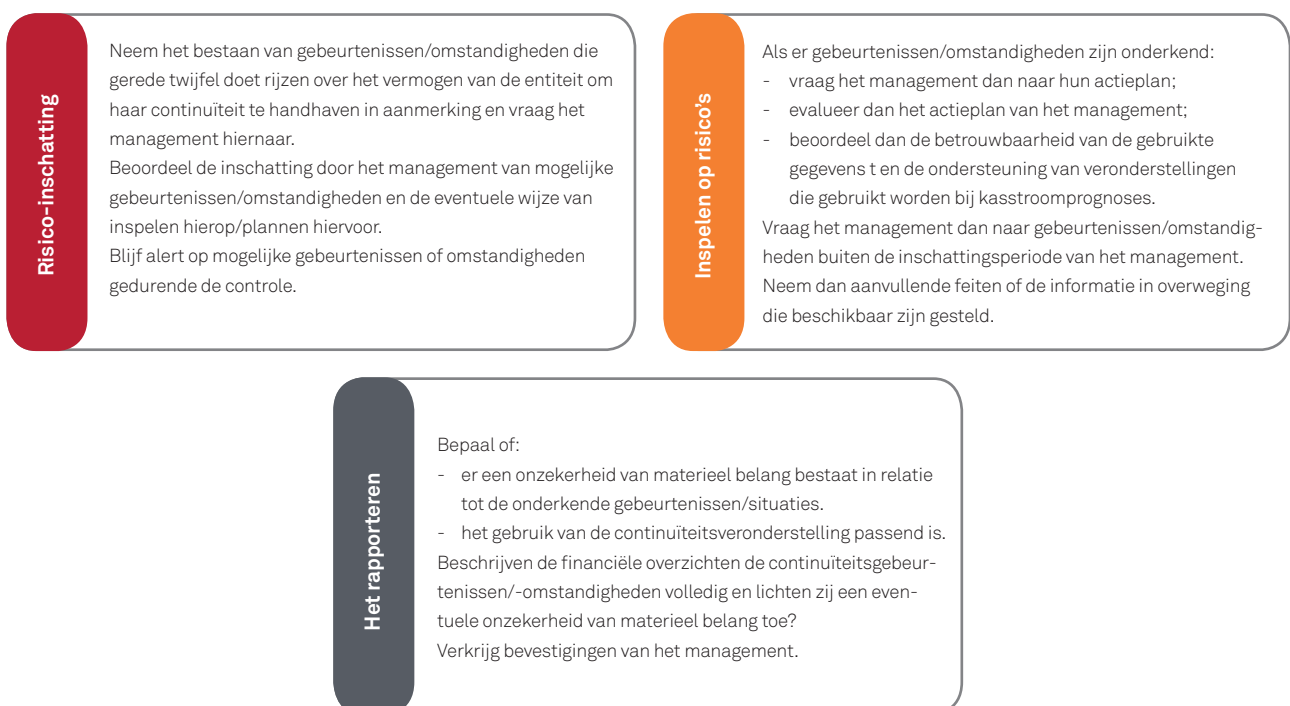 Risico-inschatting
Neem het bestaan van gebeurtenissen/omstandigheden die
gerede twijfel doet rijzen over het vermogen van de entiteit om
haar continuïteit te handhaven in aanmerking en vraag het
management hiernaar.
Beoordeel de inschatting door het management van mogelijke
gebeurtenissen/omstandigheden en de eventuele wijze van
inspelen hierop/plannen hiervoor.
Blijf alert op mogelijke gebeurtenissen of omstandigheden
gedurende de controle.
Inspelen op risico's
Als er gebeurtenissen/omstandigheden zijn onderkend:
- vraag het management dan naar hun actieplan;
- evalueer dan het actieplan van het management;
- beoordeel dan de betrouwbaarheid van de gebruikte
gegevens t en de ondersteuning van veronderstellingen
die gebruikt worden bij kasstroomprognoses.
Vraag het management dan naar gebeurtenissen/omstandig-
heden buiten de inschattingsperiode van het management.
Neem dan aanvullende feiten of de informatie in overweging
die beschikbaar zijn gesteld.
Het rapporteren
Bepaal of:
- er een onzekerheid van materieel belang bestaat in relatie
tot de onderkende gebeurtenissen/situaties.
- het gebruik van de continuïteitsveronderstelling passend is.
Beschrijven de financiële overzichten de continuïteitsgebeur-
tenissen/-omstandigheden volledig en lichten zij een even-
tuele onzekerheid van materieel belang toe?
Verkrijg bevestigingen van het management.